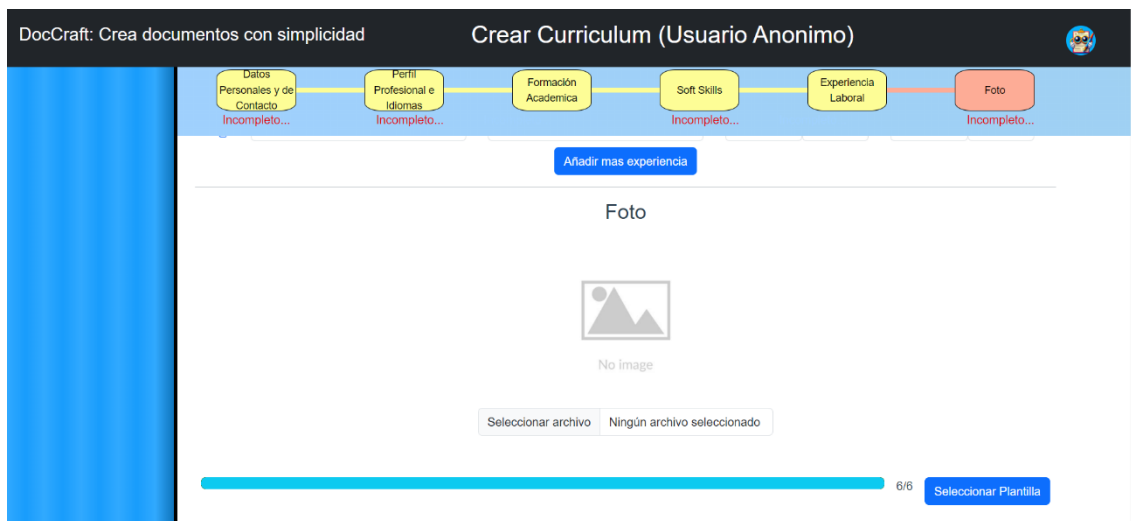 DocCraft: Crea documentos con simplicidad
Crear Curriculum (Usuario Anonimo)
Datos
Personales y de
Contacto
Incompleto...
Perfil
Profesional e
Idiomas
Incompleto...
Formación
Academica
Soft Skills
Incompleto...
Experiencia
Laboral
Foto
Incompleto...
Añadir mas experiencia
Foto
No image
Seleccionar archivo Ningún archivo seleccionado
6/6
Seleccionar Plantilla